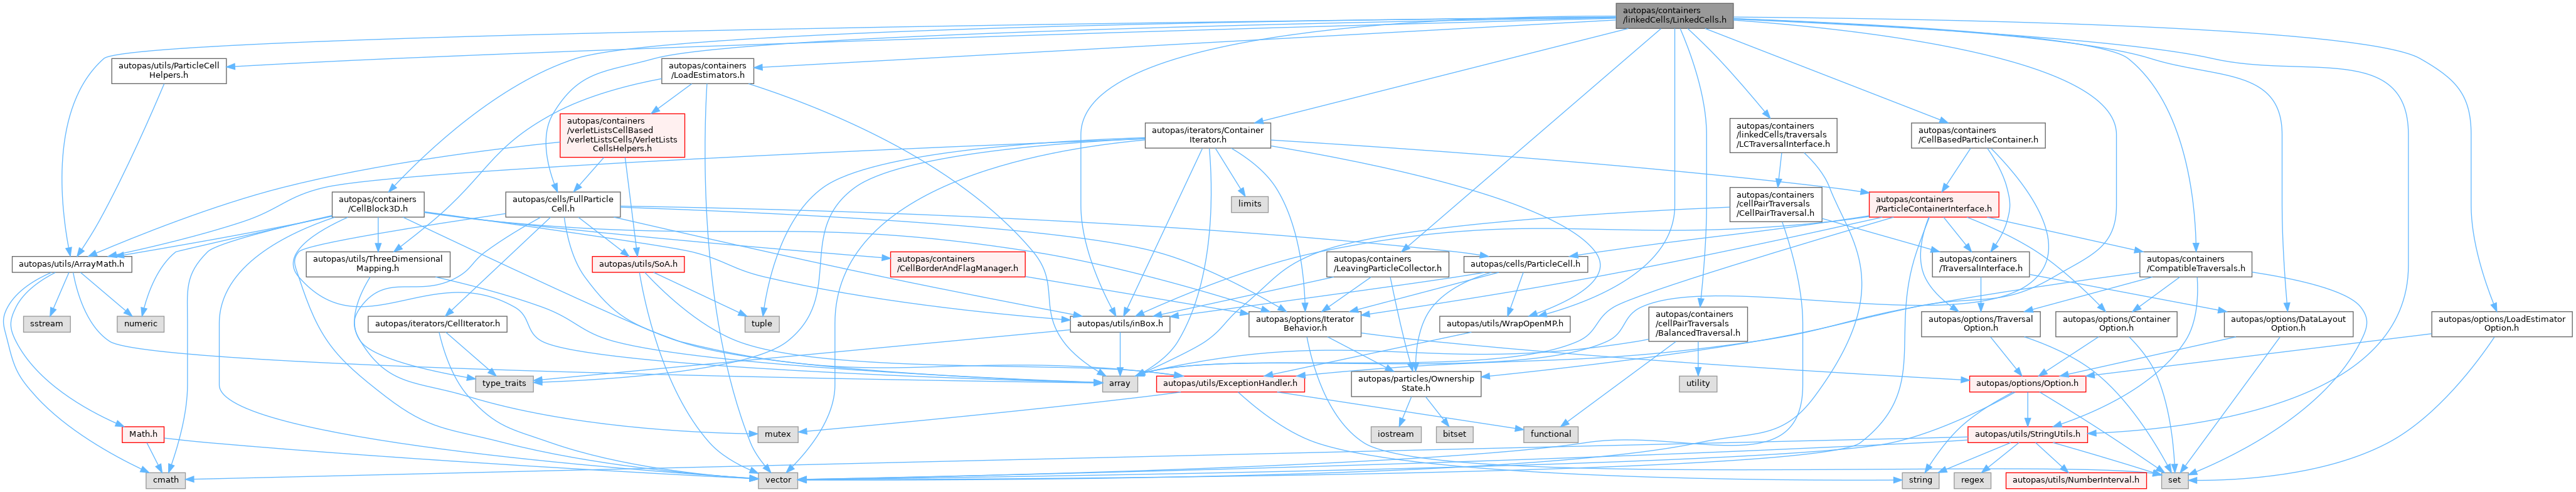 autopas/containers
/linkedCells/LinkedCells.h
autopas/utils/ParticleCell
Helpers.h
autopas/containers
/LoadEstimators.h
autopas/containers
/verletListsCellBased
/verletListsCells/VerletLists
CellsHelpers.h
autopas/iterators/Container
Iterator.h
autopas/containers
/linkedCells/traversals
/LCTraversalInterface.h
autopas/containers
/CellBasedParticleContainer.h
autopas/containers
/CellBlock3D.h
autopas/cells/FullParticle
Cell.h
limits
autopas/containers
/cellPairTraversals
/CellPairTraversal.h
autopas/containers
/ParticleContainerInterface.h
autopas/utils/ArrayMath.h
autopas/utils/ThreeDimensional
Mapping.h
autopas/utils/SoA.h
autopas/containers
/CellBorderAndFlagManager.h
autopas/containers
/LeavingParticleCollector.h
autopas/cells/ParticleCell.h
autopas/containers
/TraversalInterface.h
autopas/containers
/CompatibleTraversals.h
sstream
numeric
autopas/iterators/CellIterator.h
tuple
autopas/utils/inBox.h
autopas/options/Iterator
Behavior.h
autopas/utils/WrapOpenMP.h
autopas/containers
/cellPairTraversals
/BalancedTraversal.h
autopas/options/Traversal
Option.h
autopas/options/Container
Option.h
autopas/options/DataLayout
Option.h
autopas/options/LoadEstimator
Option.h
type_traits
array
autopas/utils/ExceptionHandler.h
autopas/particles/Ownership
State.h
utility
autopas/options/Option.h
Math.h
mutex
iostream
bitset
functional
autopas/utils/StringUtils.h
cmath
vector
string
regex
autopas/utils/NumberInterval.h
set